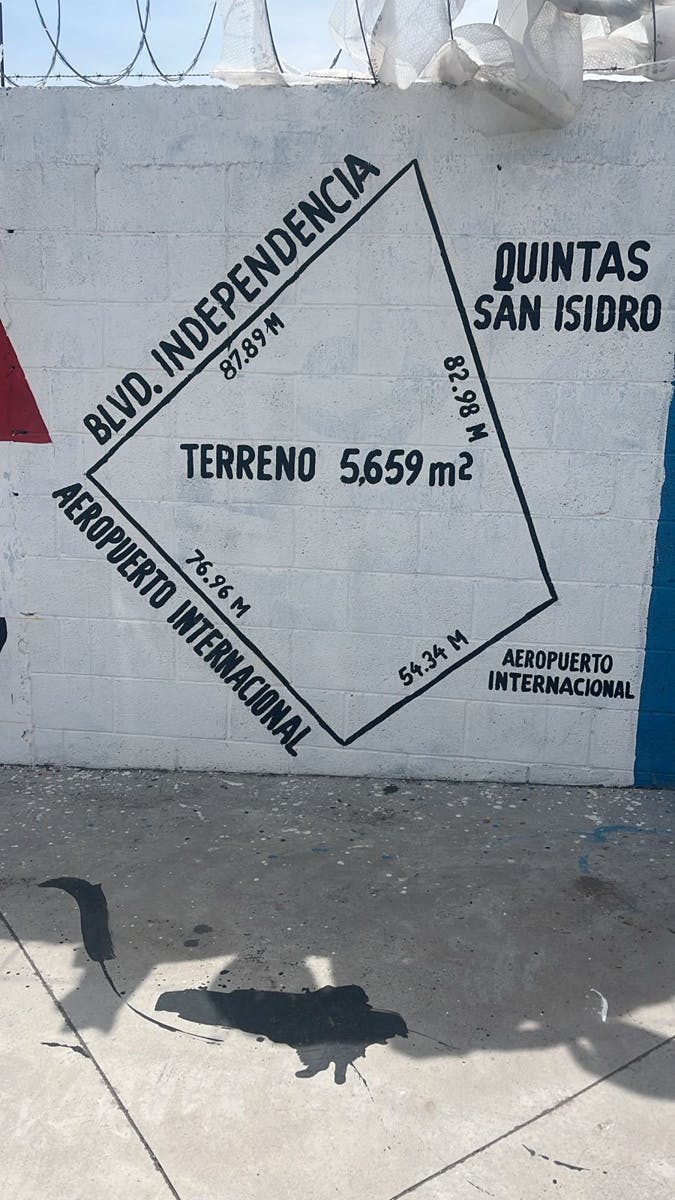 BLVD. INDEPENDENCIA
87.89 M
QUINTAS
SAN ISIDRO
82.98 M
TERRENO 5,659 m2
AEROPUERTO INTERNACIONAL
76.96 M
54.34 M
AEROPUERTO
INTERNACIONAL